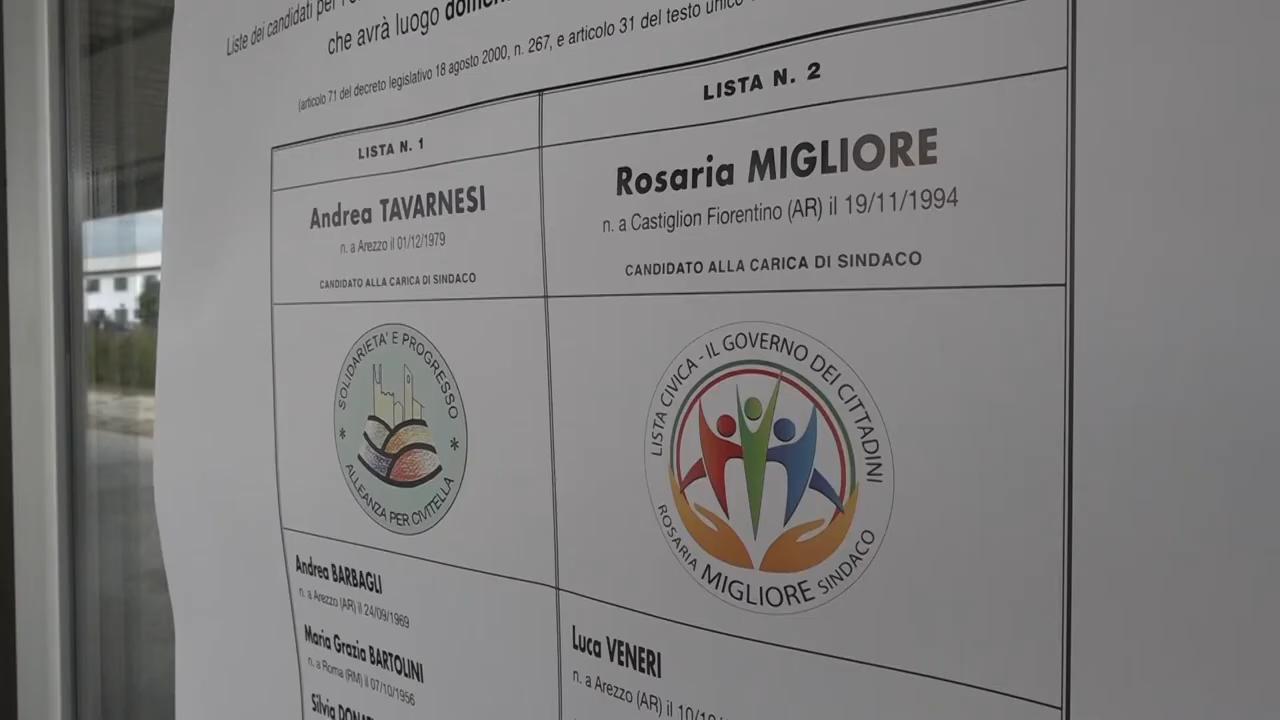 Liste dei candidati per
che avrà luogo
(articolo 71 del decreto legislativo 18 agosto 2000, n. 267, e articolo 31 del testo unico
LISTA N. 1
Andrea TAVARNESI
n. a Arezzo il 01/12/1979
CANDIDATO ALLA CARICA DI SINDACO
SOLIDARIETA' E PROGRESSO
* *
ALLEANZA PER CIVITELLA
Andrea BARBAGLI
n. a Arezzo (AR) il 24/09/1969
Maria Grazia BARTOLINI
n. a Roma (RM) il 07/10/1956
Silvia
LISTA N. 2
Rosaria MIGLIORE
n. a Castiglion Fiorentino (AR) il 19/11/1994
CANDIDATO ALLA CARICA DI SINDACO
LISTA CIVICA - IL GOVERNO DEI CITTADINI
ROSARIA MIGLIORE SINDACO
Luca VENERI
n. a Arezzo (AR) il